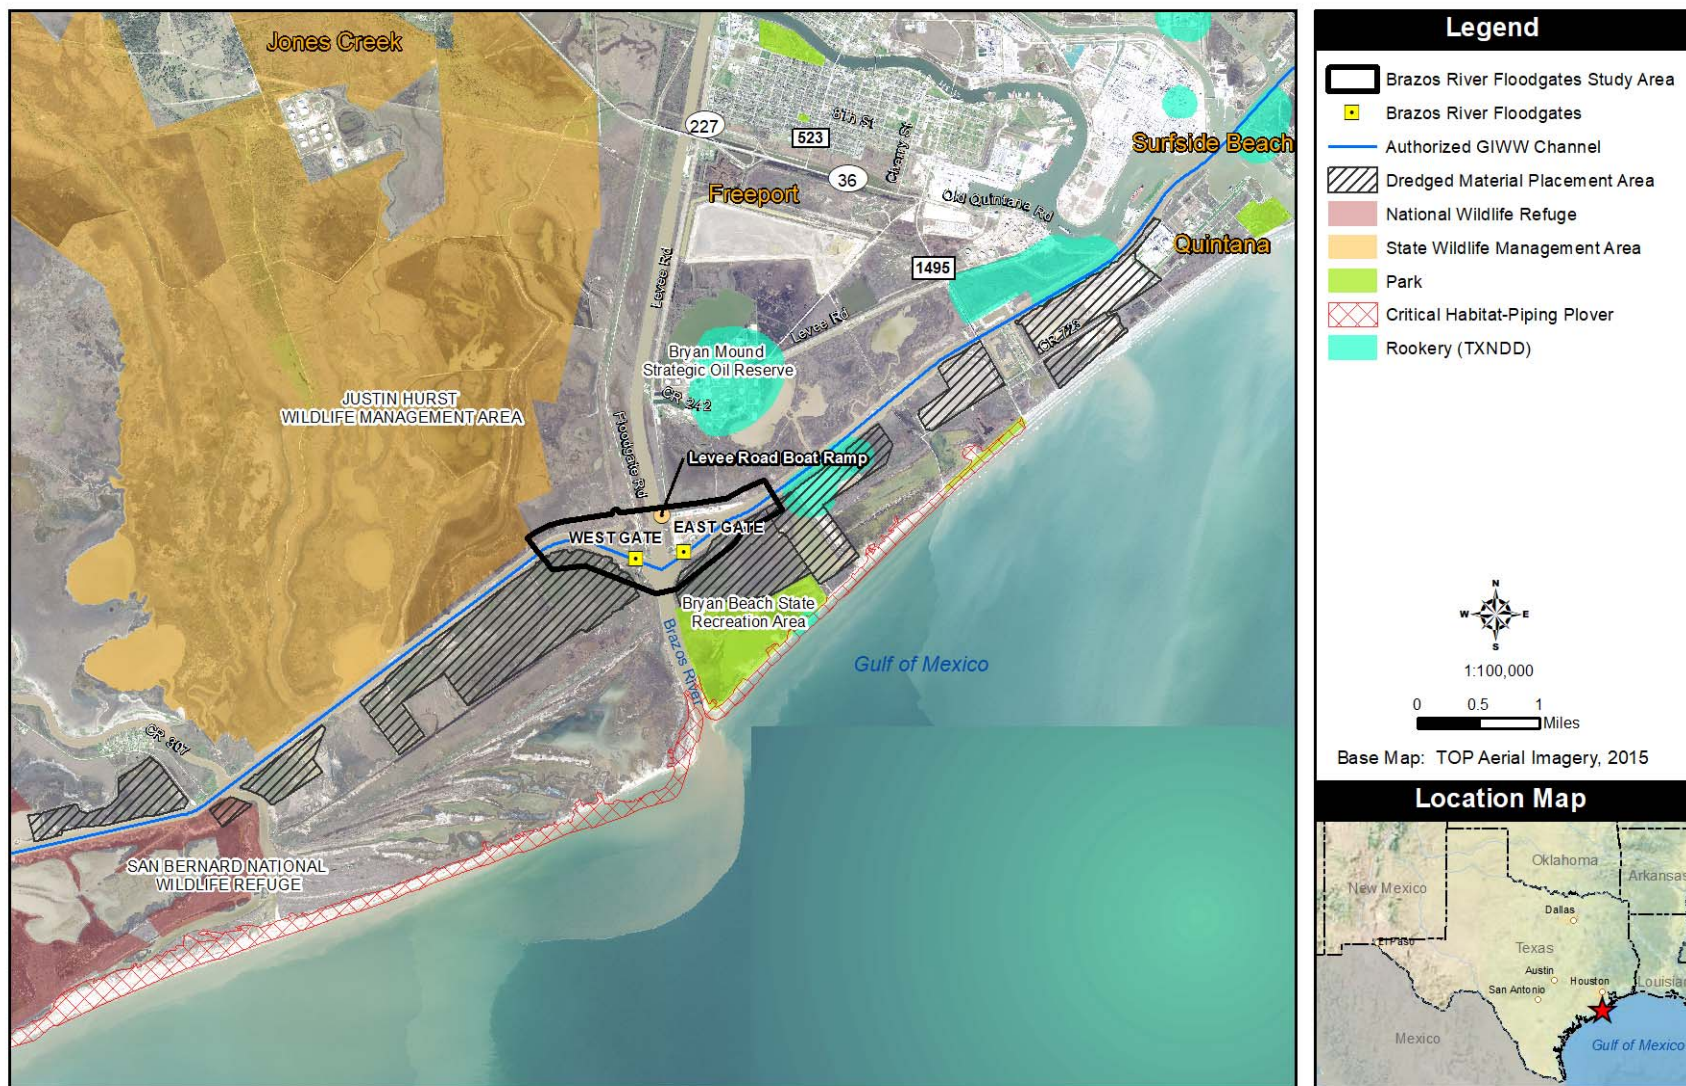 Jones Creek
227
523
8Th St
Cherry St
36
Surfside Beach
Freeport
Old Quintana Rd
Quintana
Levee Rd
1495
Levee Rd
CR 723
Bryan Mound
Strategic Oil Reserve
CR 242
JUSTIN HURST
WILDLIFE MANAGEMENT AREA
Floodgate Rd
Levee Road Boat Ramp
WEST GATE
EAST GATE
Bryan Beach State
Recreation Area
Brazos River
Gulf of Mexico
CR 307
SAN BERNARD NATIONAL
WILDLIFE REFUGE
Legend
Brazos River Floodgates Study Area
Brazos River Floodgates
Authorized GIWW Channel
Dredged Material Placement Area
National Wildlife Refuge
State Wildlife Management Area
Park
Critical Habitat-Piping Plover
Rookery (TXNDD)
N
W
E
S
1:100,000
0 0.5 1
Miles
Base Map: TOP Aerial Imagery, 2015
Location Map
Oklahoma
New Mexico
Arkansas
Dallas
El Paso
Texas
Austin
Houston
Louisian
San Antonio
Mexico
Gulf of Mexico